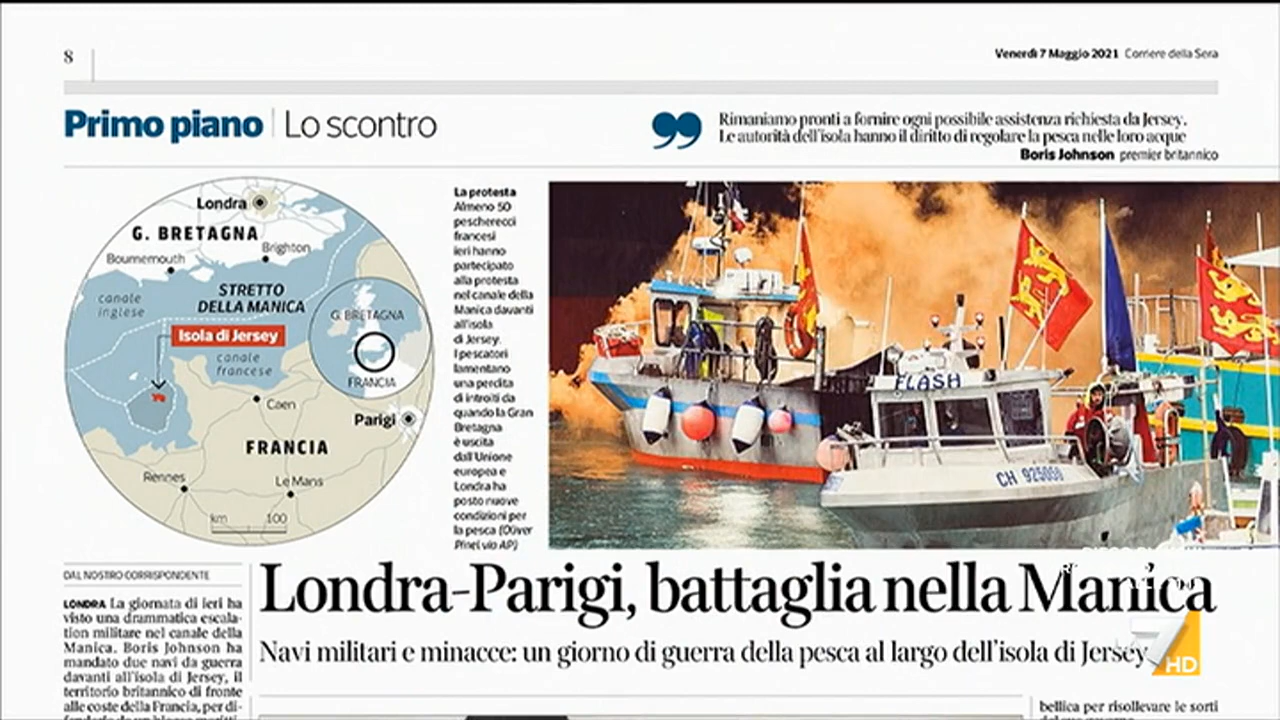 8
Venerdì 7 Maggio 2021 Corriere della Sera
Primo piano Lo scontro
Rimaniamo pronti a fornire ogni possibile assistenza richiesta da Jersey.
Le autorità dell'isola hanno il diritto di regolare la pesca nelle loro acque
Boris Johnson premier britannico
Londra
G. BRETAGNA
Bournemouth
Brighton
canale
inglese
STRETTO
DELLA MANICA
G. BRETAGNA
Isola di Jersey
canale
francese
FRANCIA
Caen
Parigi
FRANCIA
Rennes
Le Mans
km 100
La protesta
Almeno 50
pescherecci
francesi
ieri hanno
partecipato
alla protesta
nel canale della
Manica davanti
all'isola
di Jersey.
I pescatori
lamentano
una perdita
di introiti da
quando la Gran
Bretagna
è uscita
dall'Unione
europea e
Londra ha
posto nuove
condizioni per
la pesca (Oliver
Pinel via AP)
FLASH
CH 925050
DAL NOSTRO CORRISPONDENTE
Londra-Parigi, battaglia nella Manica
Navi militari e minacce: un giorno di guerra della pesca al largo dell'isola di Jersey
7
HD
LONDRA La giornata di ieri ha
visto una drammatica escala-
tion militare nel canale della
Manica. Boris Johnson ha
mandato due navi da guerra
davanti all'isola di Jersey, il
territorio britannico di fronte
alle coste della Francia, per di-
bellica per risollevare le sorti